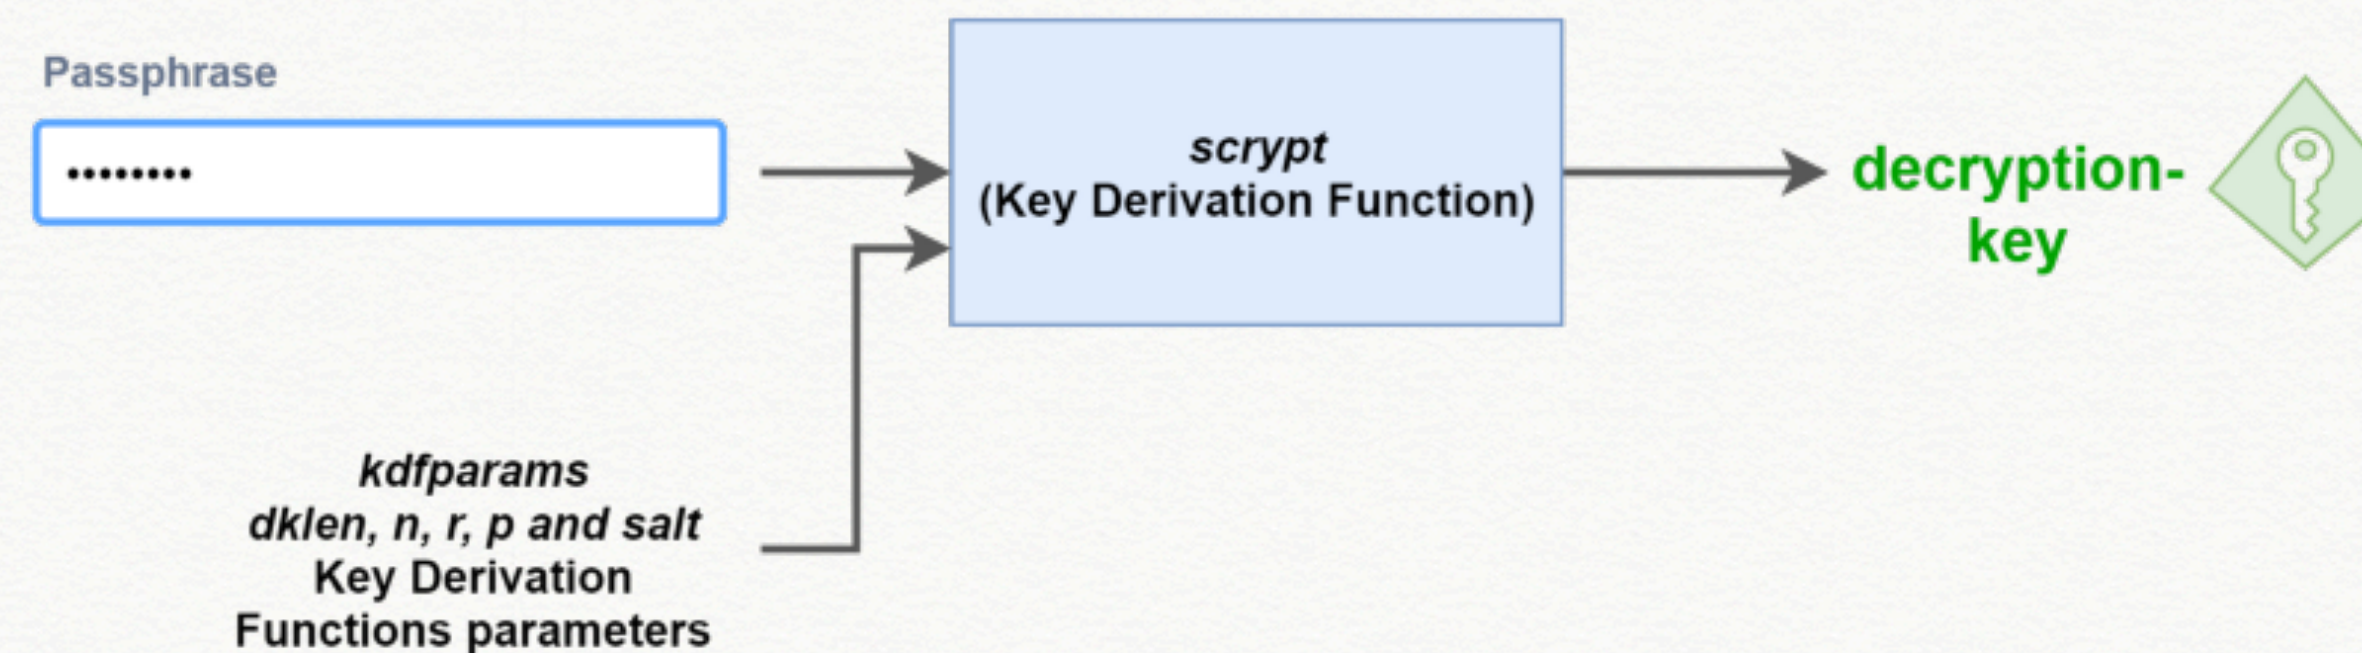 Passphrase
scrypt
(Key Derivation Function)
decryption-
key
kdfparams
dklen, n, r, p and salt
Key Derivation
Functions parameters